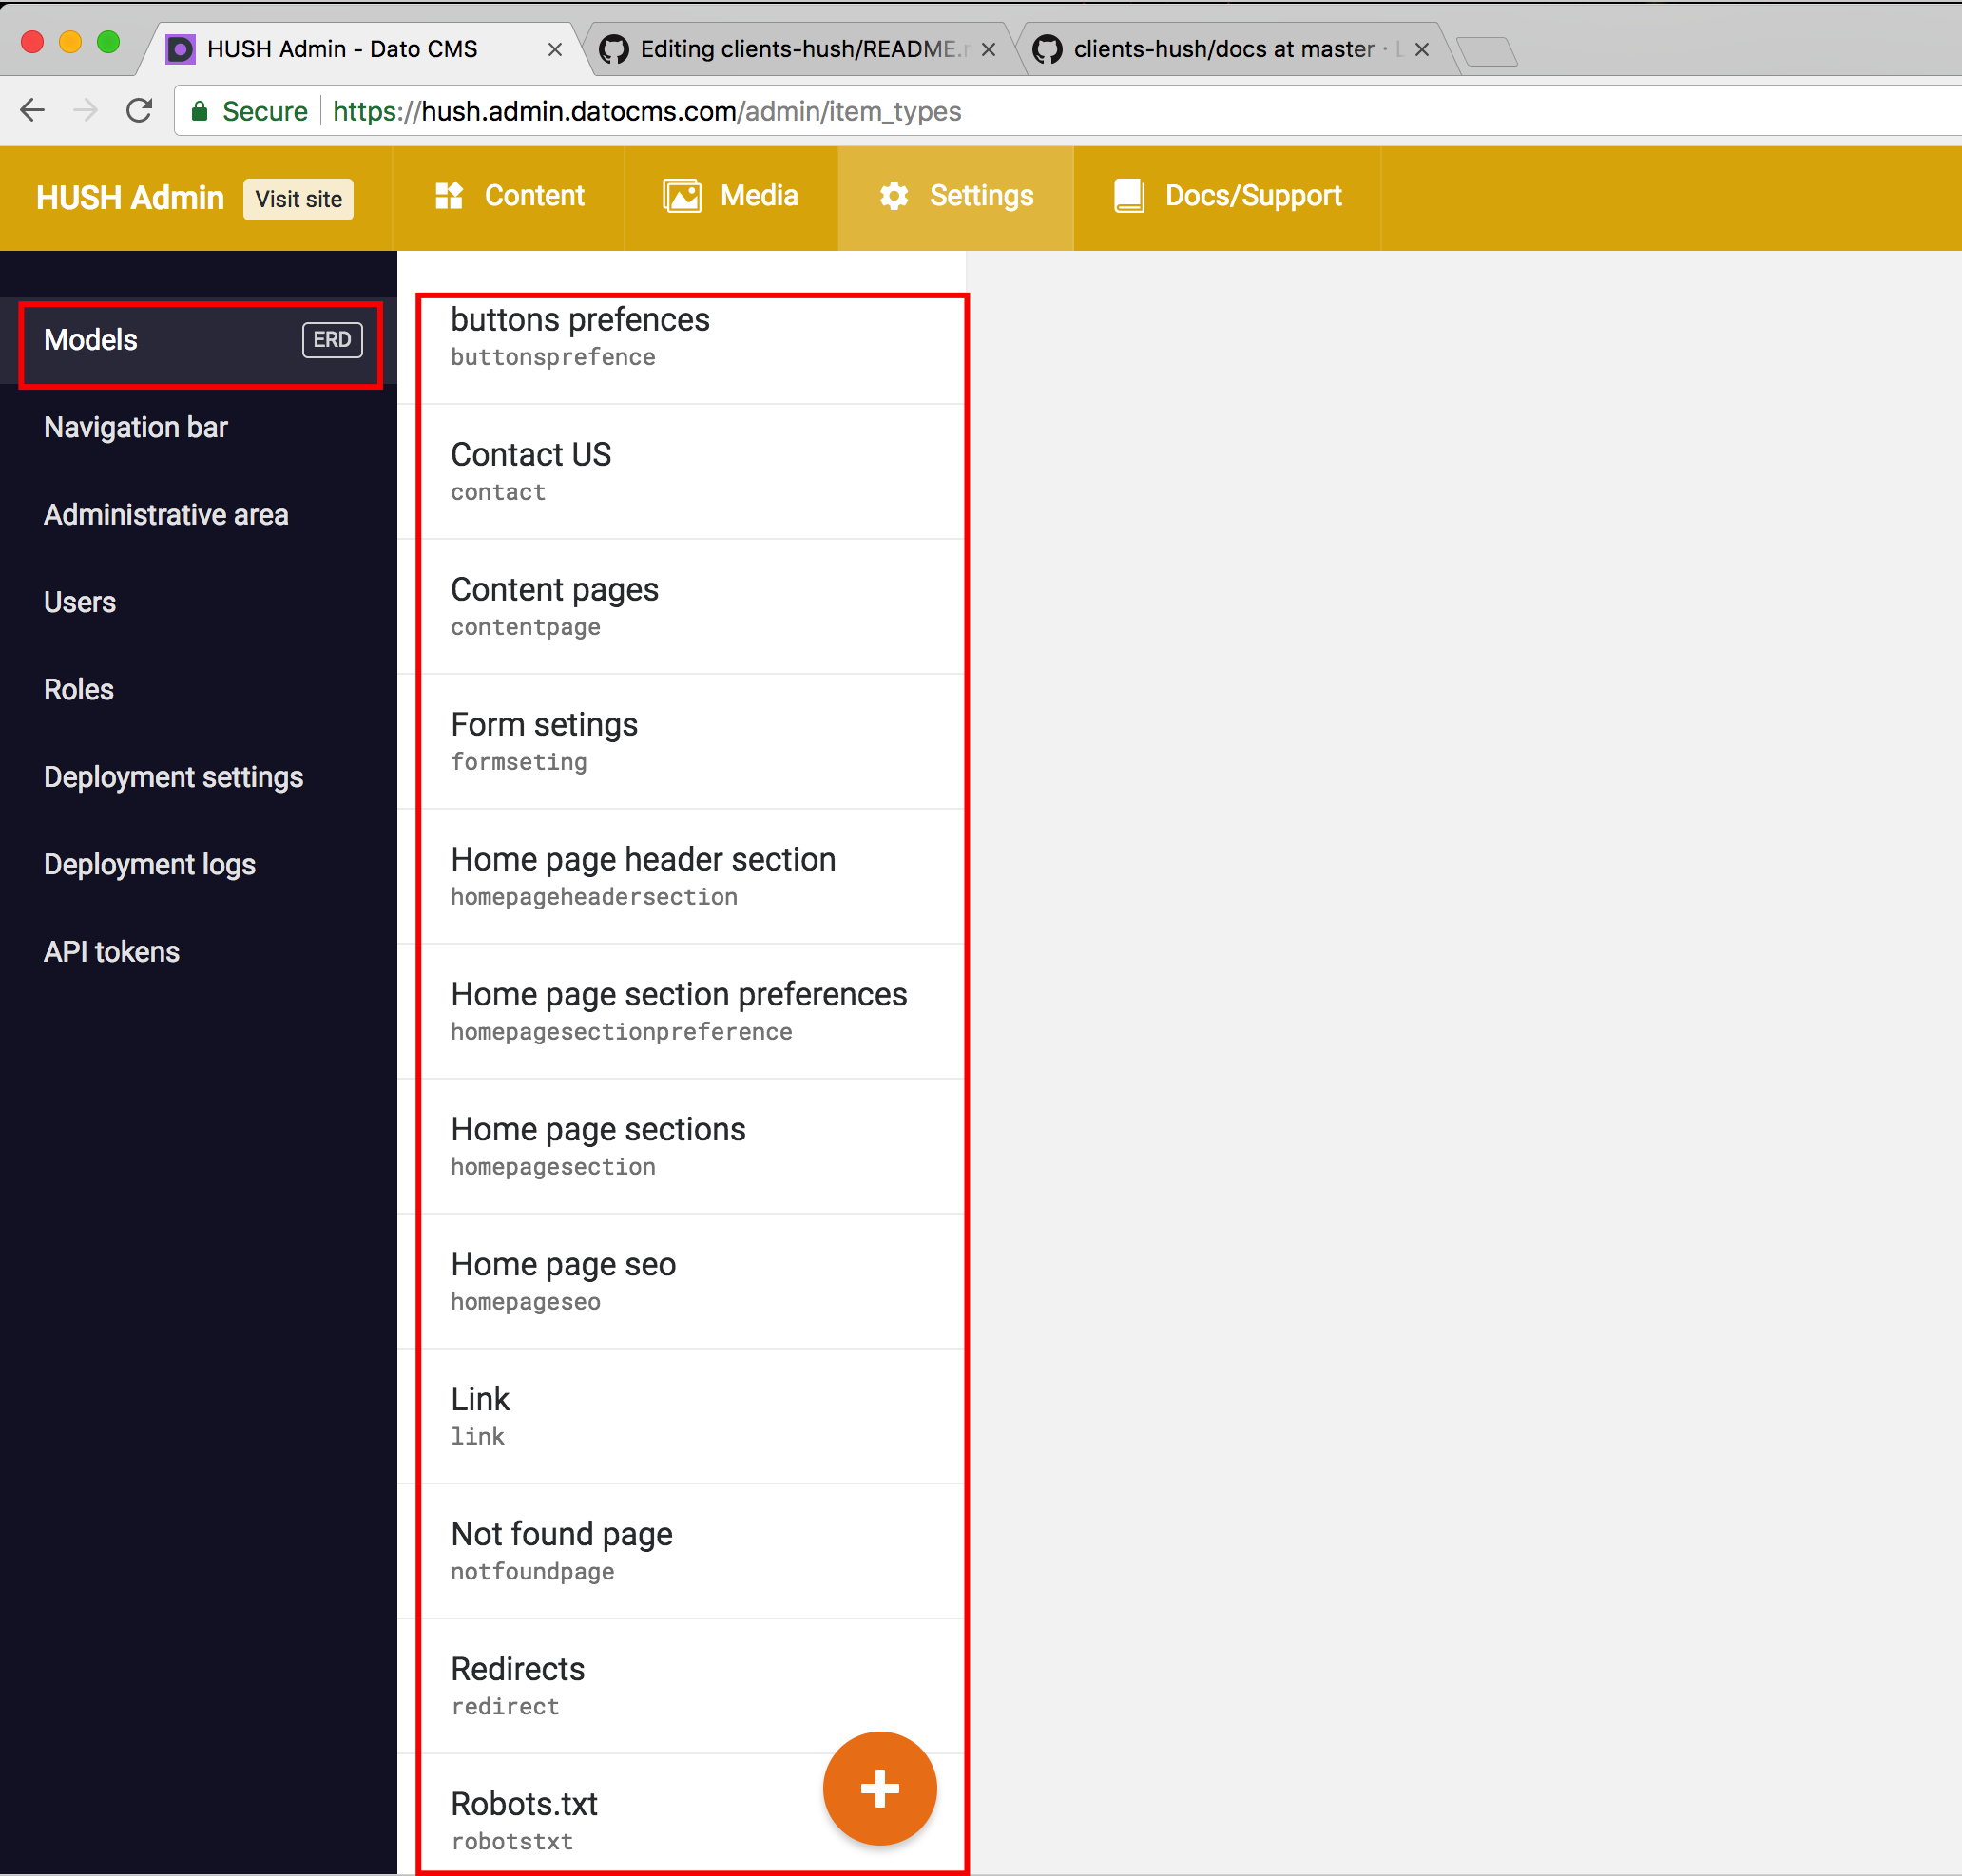 HUSH Admin - Dato CMS
Editing clients-hush/README.
clients-hush/docs at master ·
Secure
https://hush.admin.datocms.com/admin/item_types
HUSH Admin
Visit site
Content
Media
Settings
Docs/Support
Models
ERD
Navigation bar
Administrative area
Users
Roles
Deployment settings
Deployment logs
API tokens
buttons prefences
buttonsprefence
Contact US
contact
Content pages
contentpage
Form setings
formseting
Home page header section
homepageheadersection
Home page section preferences
homepagesectionpreference
Home page sections
homepagesection
Home page seo
homepageseo
Link
link
Not found page
notfoundpage
Redirects
redirect
Robots.txt
robotstxt